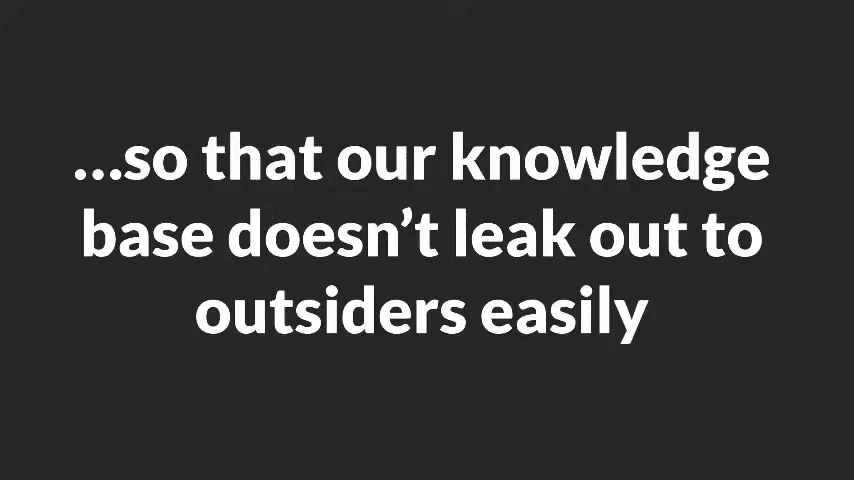 ...so that our knowledge
base doesn’t leak out to
outsiders easily